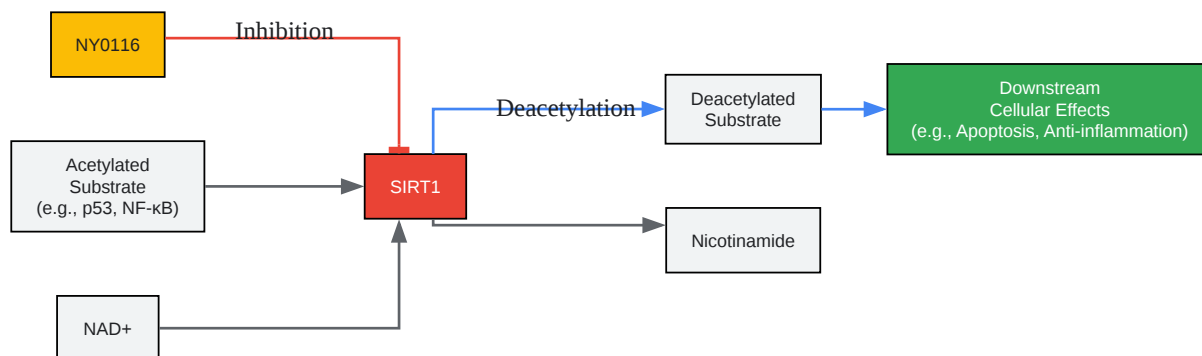 NY0116
Inhibition
Acetylated
Substrate
(e.g., p53, NF-κB)
NAD+
SIRT1
Deacetylation
Deacetylated
Substrate
Nicotinamide
Downstream
Cellular Effects
(e.g., Apoptosis, Anti-inflammation)